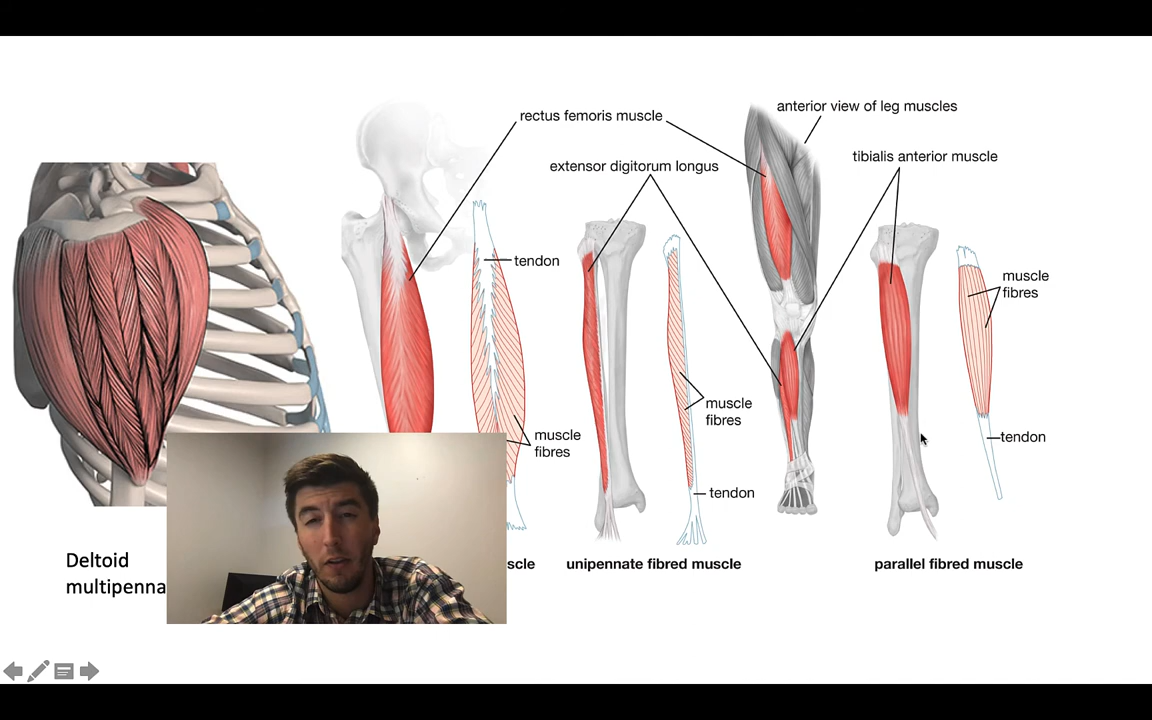 anterior view of leg muscles
rectus femoris muscle
tibialis anterior muscle
extensor digitorum longus
tendon
muscle
fibres
muscle
fibres
muscle
fibres
tendon
tendon
Deltoid
multipenna
scle
unipennate fibred muscle
parallel fibred muscle